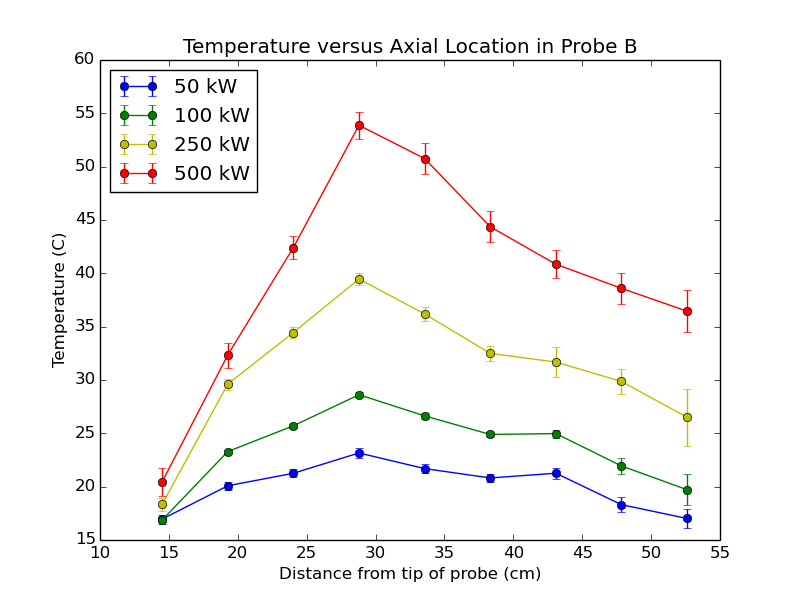 Temperature versus Axial Location in Probe B
60
55
50
45
40
35
30
25
20
15
Temperature (C)
50 kW
100 kW
250 kW
500 kW
10 15 20 25 30 35 40 45 50 55
Distance from tip of probe (cm)